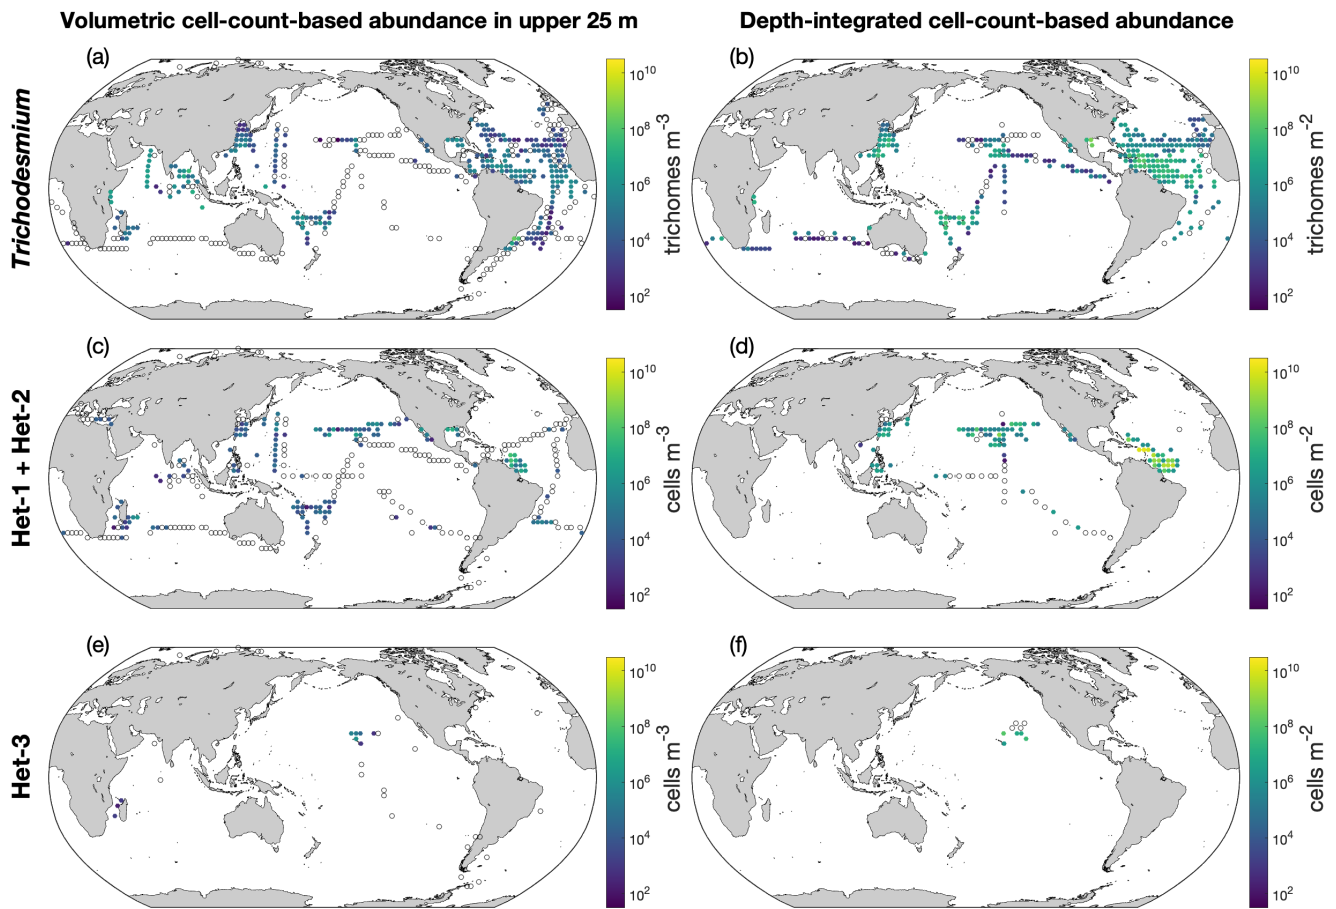 Volumetric cell-count-based abundance in upper 25 m
Depth-integrated cell-count-based abundance
Trichodesmium
(a)
10^10
10^8
10^6
10^4
10^2
trichomes m^-3
(b)
10^10
10^8
10^6
10^4
10^2
trichomes m^-2
Het-1 + Het-2
(c)
10^10
10^8
10^6
10^4
10^2
cells m^-3
(d)
10^10
10^8
10^6
10^4
10^2
cells m^-2
Het-3
(e)
10^10
10^8
10^6
10^4
10^2
cells m^-3
(f)
10^10
10^8
10^6
10^4
10^2
cells m^-2